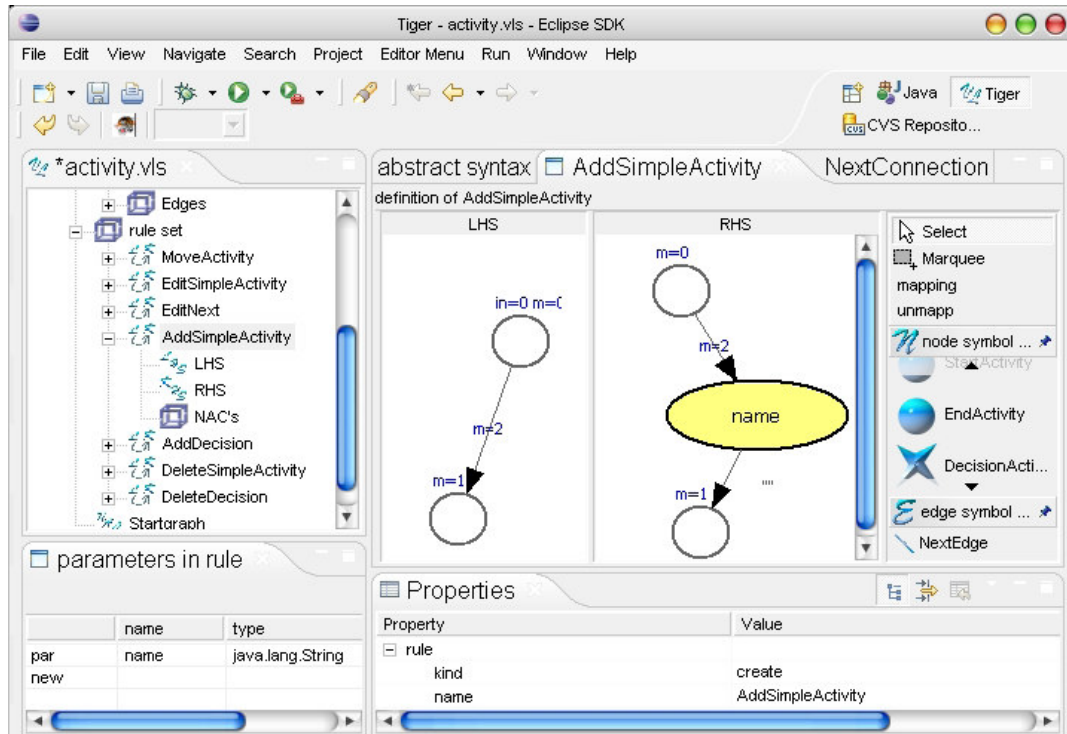 Tiger - activity.vls - Eclipse SDK
File Edit View Navigate Search Project Editor Menu Run Window Help
Java Tiger
CVS Reposito...
*activity.vls
Edges
rule set
MoveActivity
EditSimpleActivity
EditNext
AddSimpleActivity
LHS
RHS
NAC's
AddDecision
DeleteSimpleActivity
DeleteDecision
Startgraph
abstract syntax AddSimpleActivity NextConnection
definition of AddSimpleActivity
LHS
in=0 m=0
m=2
m=1
RHS
m=0
m=2
name
""
m=1
Select
Marquee
mapping
unmapp
node symbol ...
StartActivity
EndActivity
DecisionActi...
edge symbol ...
NextEdge
parameters in rule
name type
par name java.lang.String
new
Properties
Property Value
rule
kind create
name AddSimpleActivity